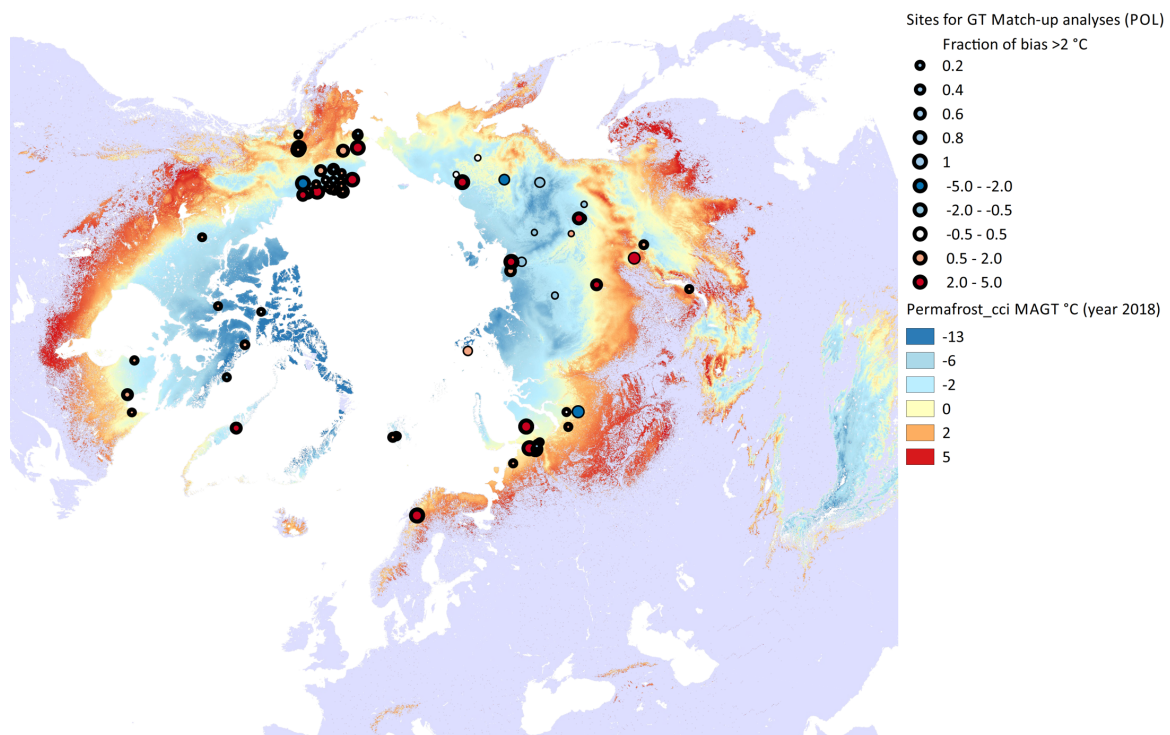 Sites for GT Match-up analyses (POL)
Fraction of bias >2 °C
0.2
0.4
0.6
0.8
1
-5.0 - -2.0
-2.0 - -0.5
-0.5 - 0.5
0.5 - 2.0
2.0 - 5.0
Permafrost_cci MAGT °C (year 2018)
-13
-6
-2
0
2
5